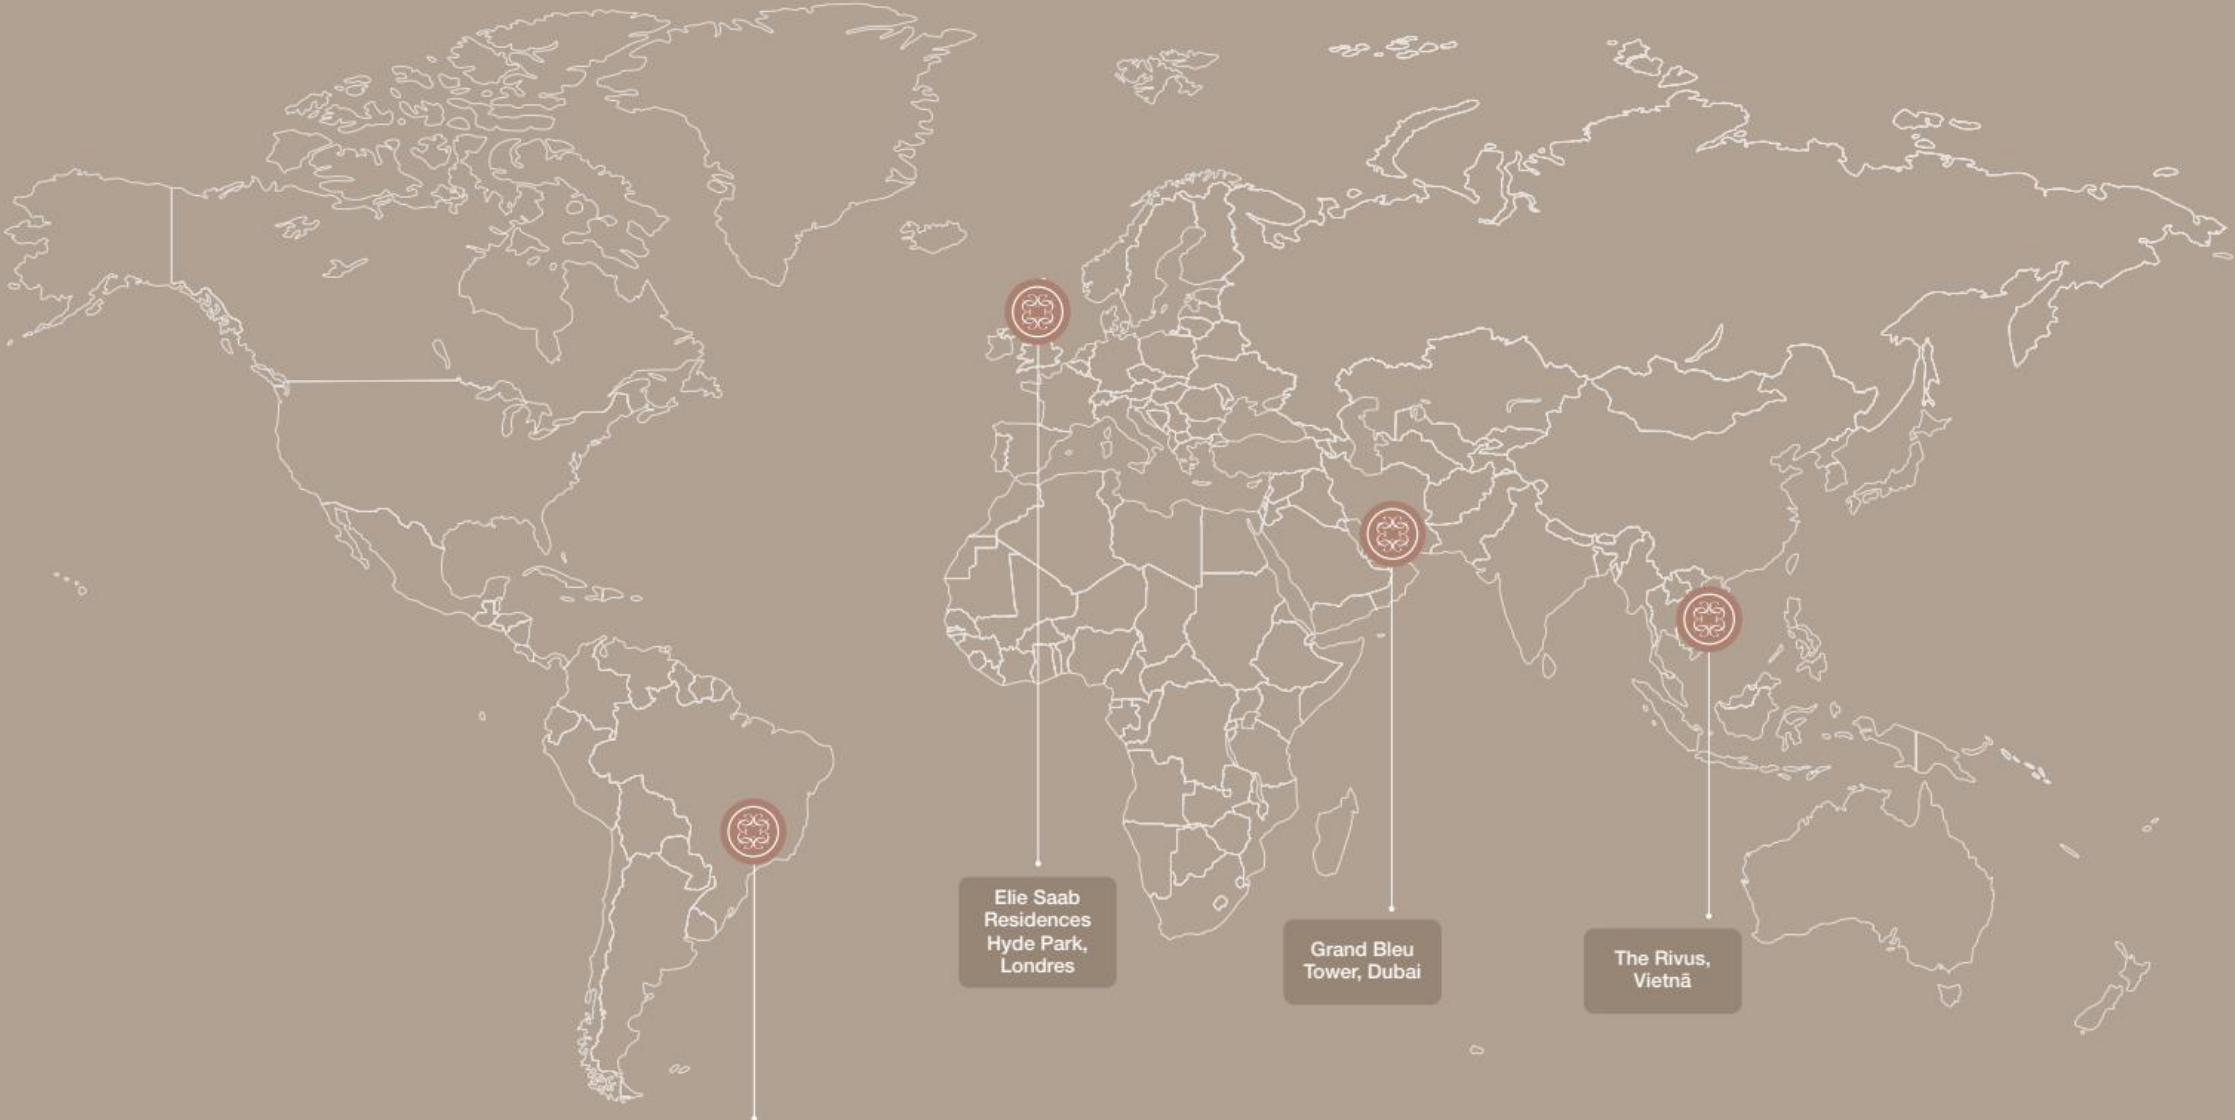 Elie Saab
Residences
Hyde Park,
Londres
Grand Bleu
Tower, Dubai
The Rivus,
Vietnã